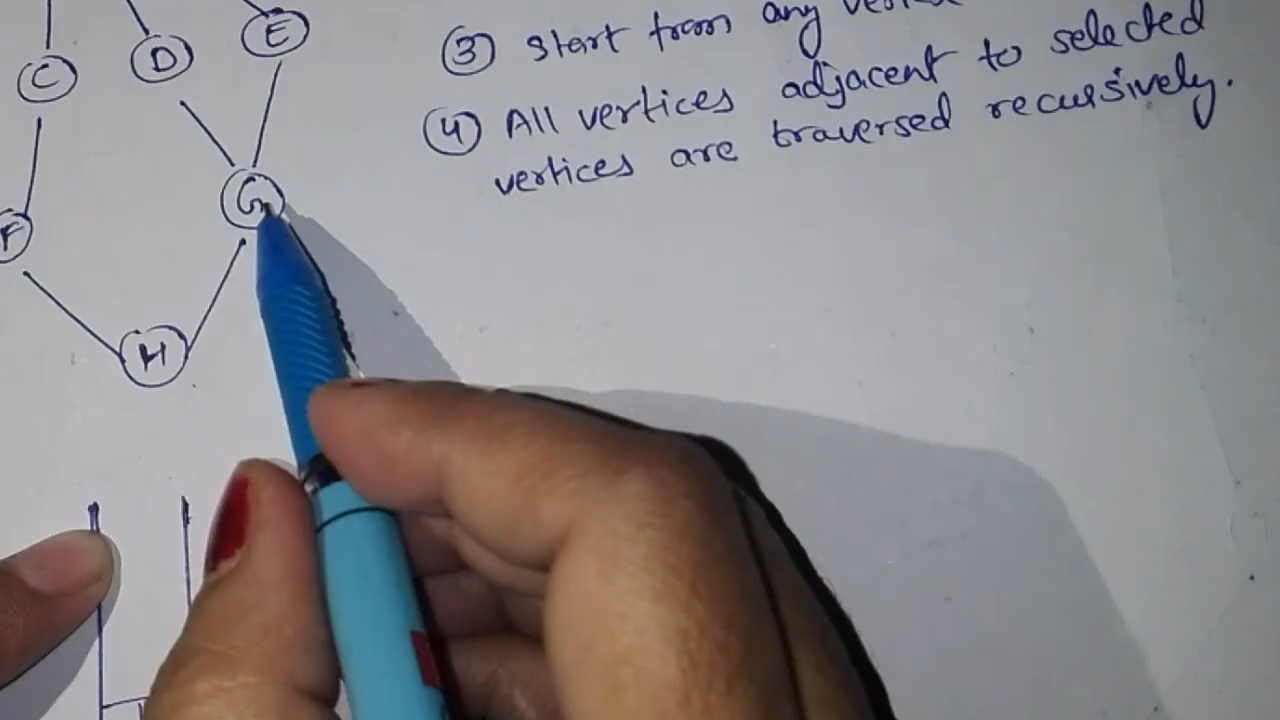 E
D
C
③ Start from any
④ All vertices adjacent to selected
vertices are traversed recursively.
G
F
H